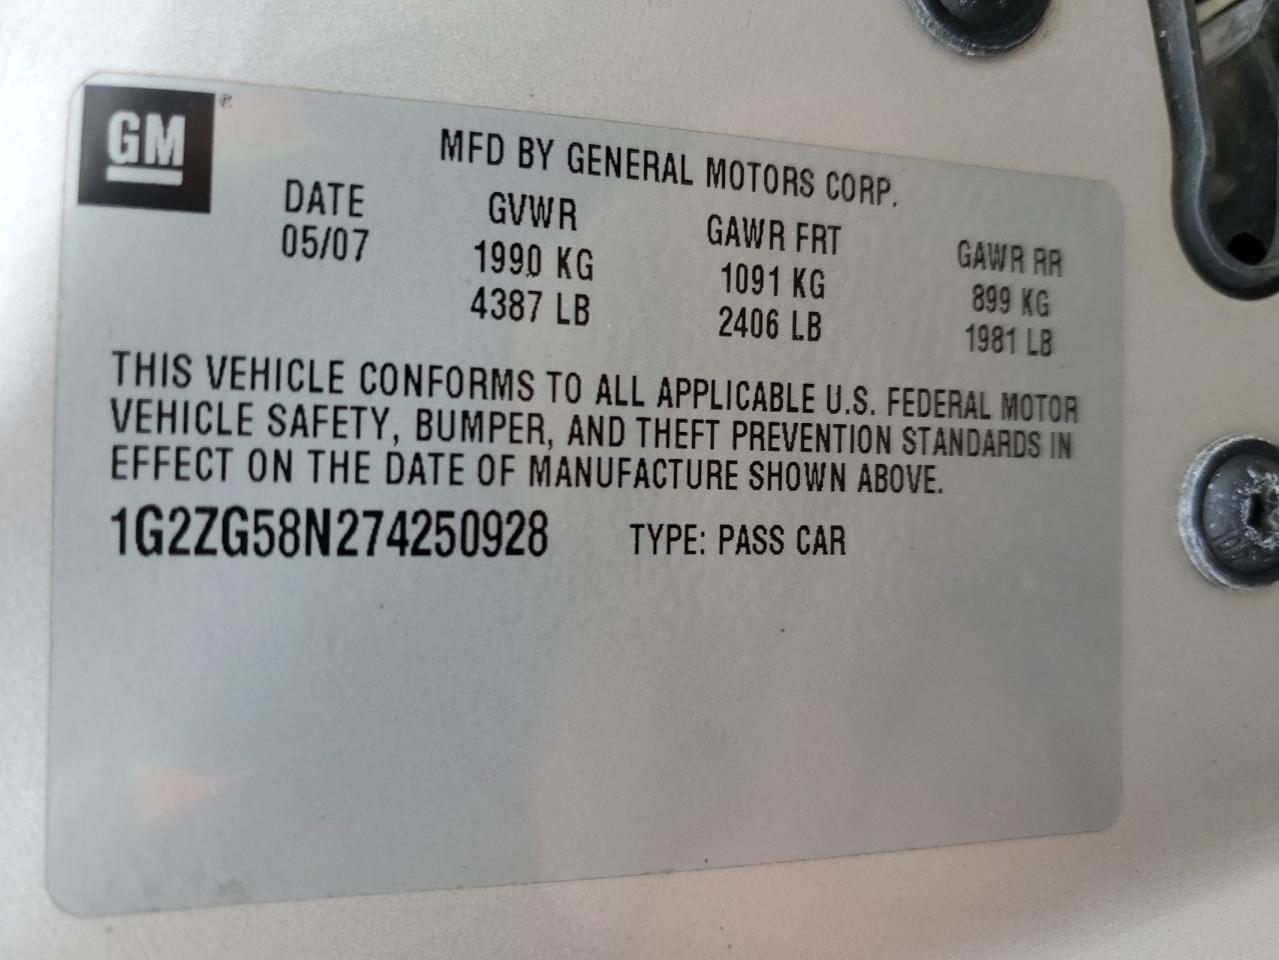 GM®
MFD BY GENERAL MOTORS CORP.
DATE GVWR GAWR FRT GAWR RR
05/07 1990 KG 1091 KG 899 KG
4387 LB 2406 LB 1981 LB
THIS VEHICLE CONFORMS TO ALL APPLICABLE U.S. FEDERAL MOTOR
VEHICLE SAFETY, BUMPER, AND THEFT PREVENTION STANDARDS IN
EFFECT ON THE DATE OF MANUFACTURE SHOWN ABOVE.
1G2ZG58N274250928 TYPE: PASS CAR